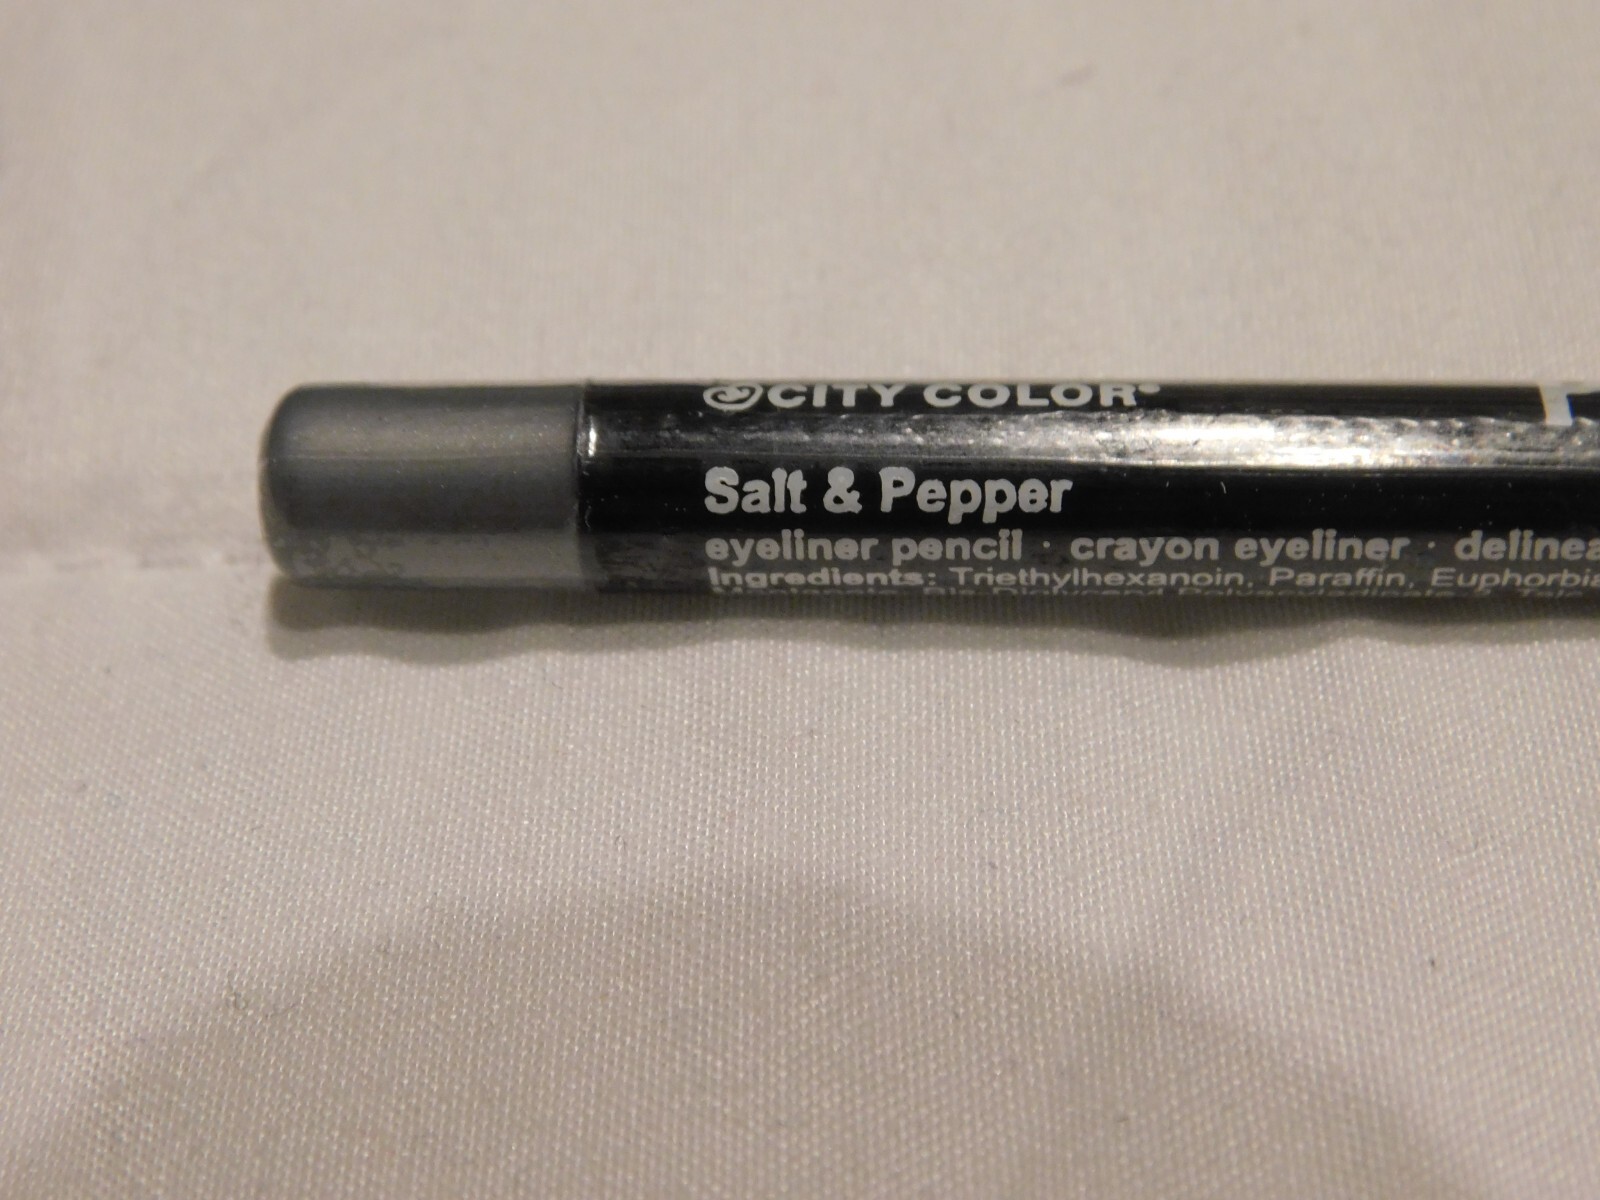 CITY COLOR
Salt & Pepper
eyeliner pencil · crayon eyeliner ·
Ingredients: Triethylhexanoin, Paraffin,